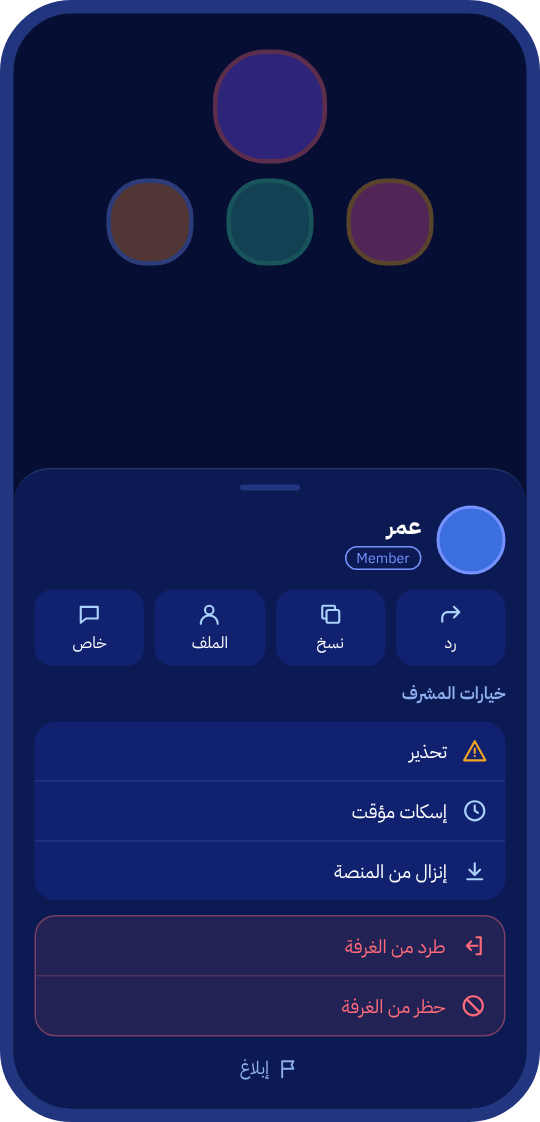 عمر
Member
رد
نسخ
الملف
خاص
خيارات المشرف
تحذير
إسكات مؤقت
إنزال من المنصة
طرد من الغرفة
حظر من الغرفة
إبلاغ